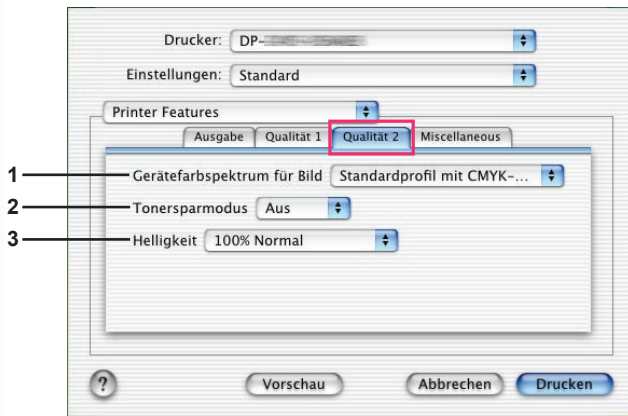 Drucker: DP-
Einstellungen: Standard
Printer Features
Ausgabe Qualität 1 Qualität 2 Miscellaneous
1 Gerätefarbspektrum für Bild Standardprofil mit CMYK-...
2 Tonersparmodus Aus
3 Helligkeit 100% Normal
? Vorschau Abbrechen Drucken